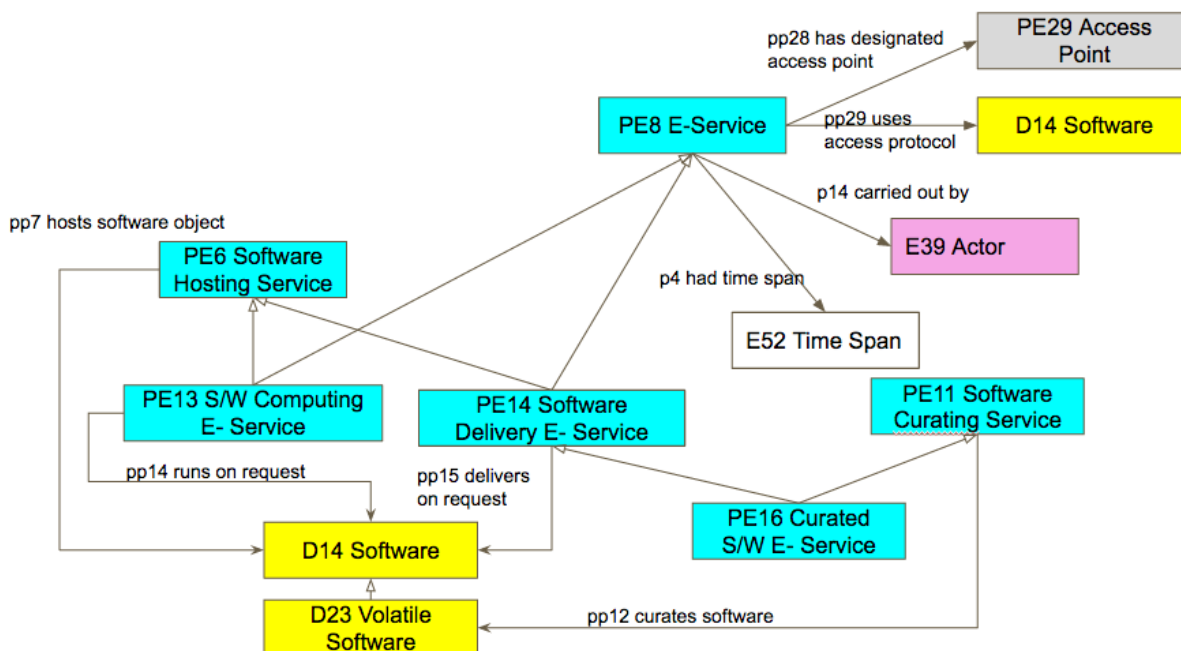 PE29 Access
Point
pp28 has designated
access point
PE8 E-Service
pp29 uses
access protocol
D14 Software
p14 carried out by
pp7 hosts software object
E39 Actor
PE6 Software
Hosting Service
p4 had time span
E52 Time Span
PE13 S/W Computing
E- Service
PE14 Software
Delivery E- Service
PE11 Software
Curating Service
pp14 runs on request
pp15 delivers
on request
PE16 Curated
S/W E- Service
D14 Software
D23 Volatile
Software
pp12 curates software